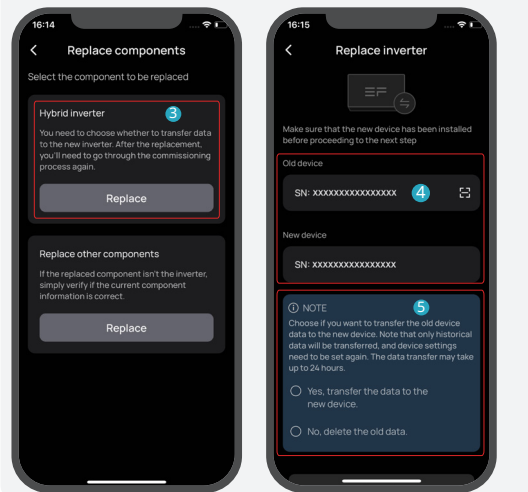 16:14
Replace components
Select the component to be replaced
Hybrid inverter
3
You need to choose whether to transfer data
to the new inverter. After the replacement,
you'll need to go through the commissioning
process again.
Replace
Replace other components
If the replaced component isn't the inverter,
simply verify if the current component
information is correct.
Replace
16:15
Replace inverter
Make sure that the new device has been installed
before proceeding to the next step
Old device
SN: XXXXXXXXXXXXXXXX
4
New device
SN: XXXXXXXXXXXXXXXX
NOTE
5
Choose if you want to transfer the old device
data to the new device. Note that only historical
data will be transferred, and device settings
need to be set again. The data transfer may take
up to 24 hours.
Yes, transfer the data to the
new device.
No, delete the old data.